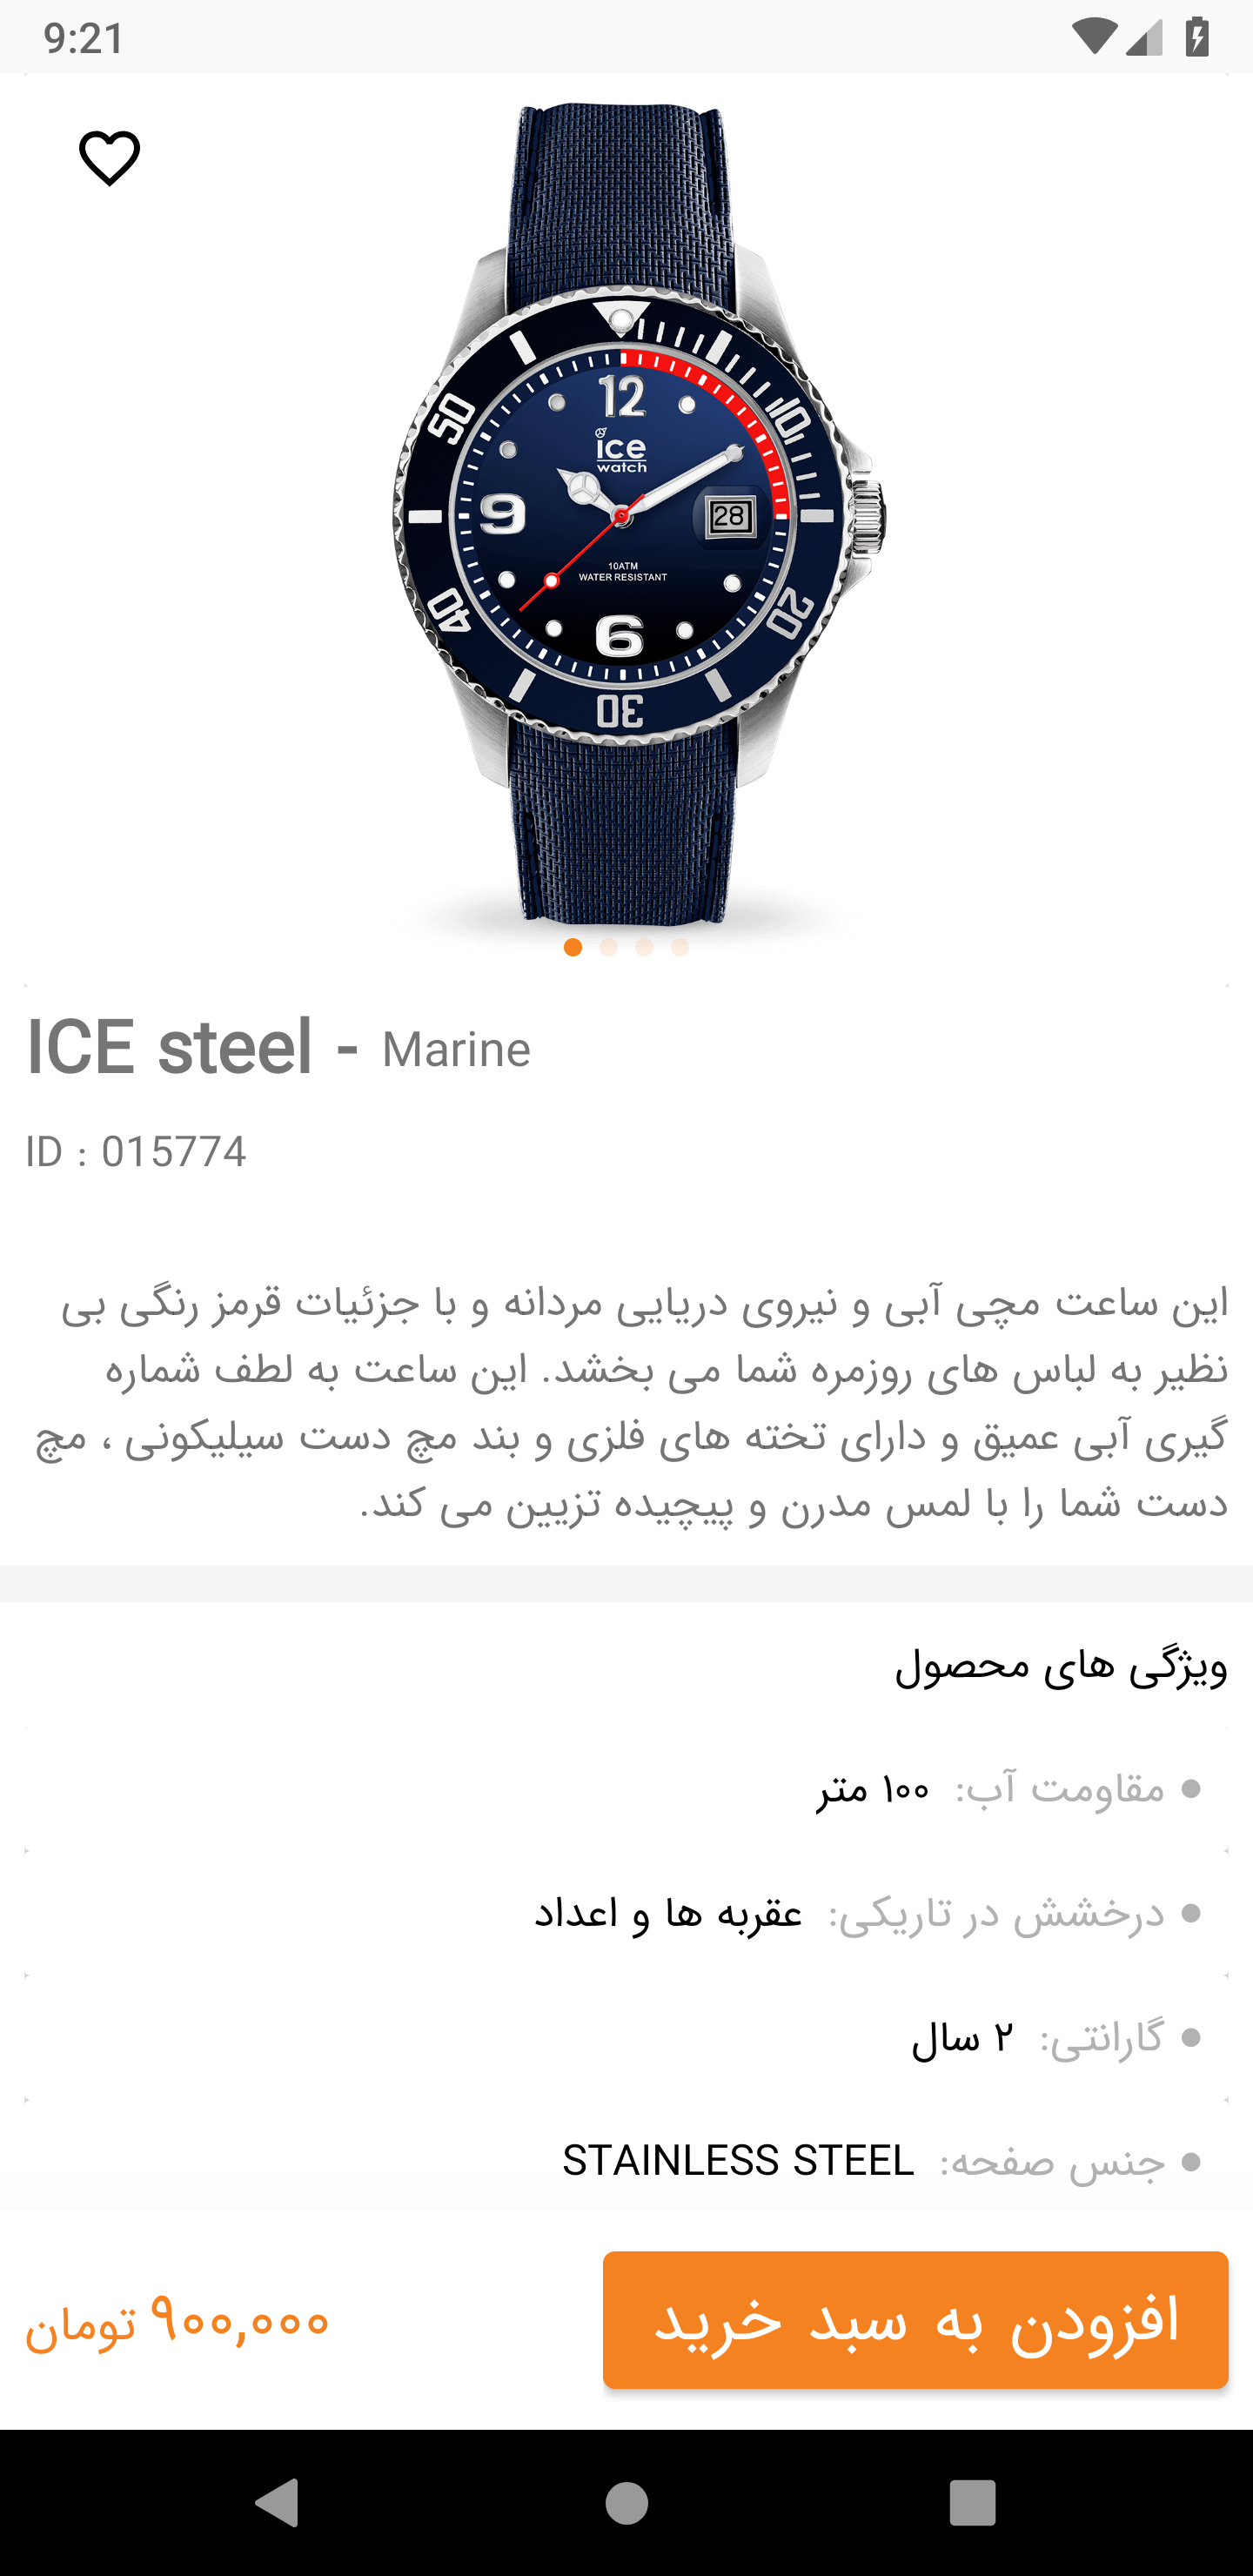 9:21
12
ice
watch
9
28
10ATM
WATER RESISTANT
6
10
20
30
40
50
ICE steel - Marine
ID : 015774
این ساعت مچی آبی و نیروی دریایی مردانه و با جزئیات قرمز رنگی بی
نظیر به لباس های روزمره شما می بخشد. این ساعت به لطف شماره
گیری آبی عمیق و دارای تخته های فلزی و بند مچ دست سیلیکونی ، مچ
دست شما را با لمس مدرن و پیچیده تزیین می کند.
ویژگی های محصول
● مقاومت آب: ۱۰۰ متر
● درخشش در تاریکی: عقربه ها و اعداد
● گارانتی: ۲ سال
● جنس صفحه: STAINLESS STEEL
افزودن به سبد خرید
۹۰۰,۰۰۰ تومان